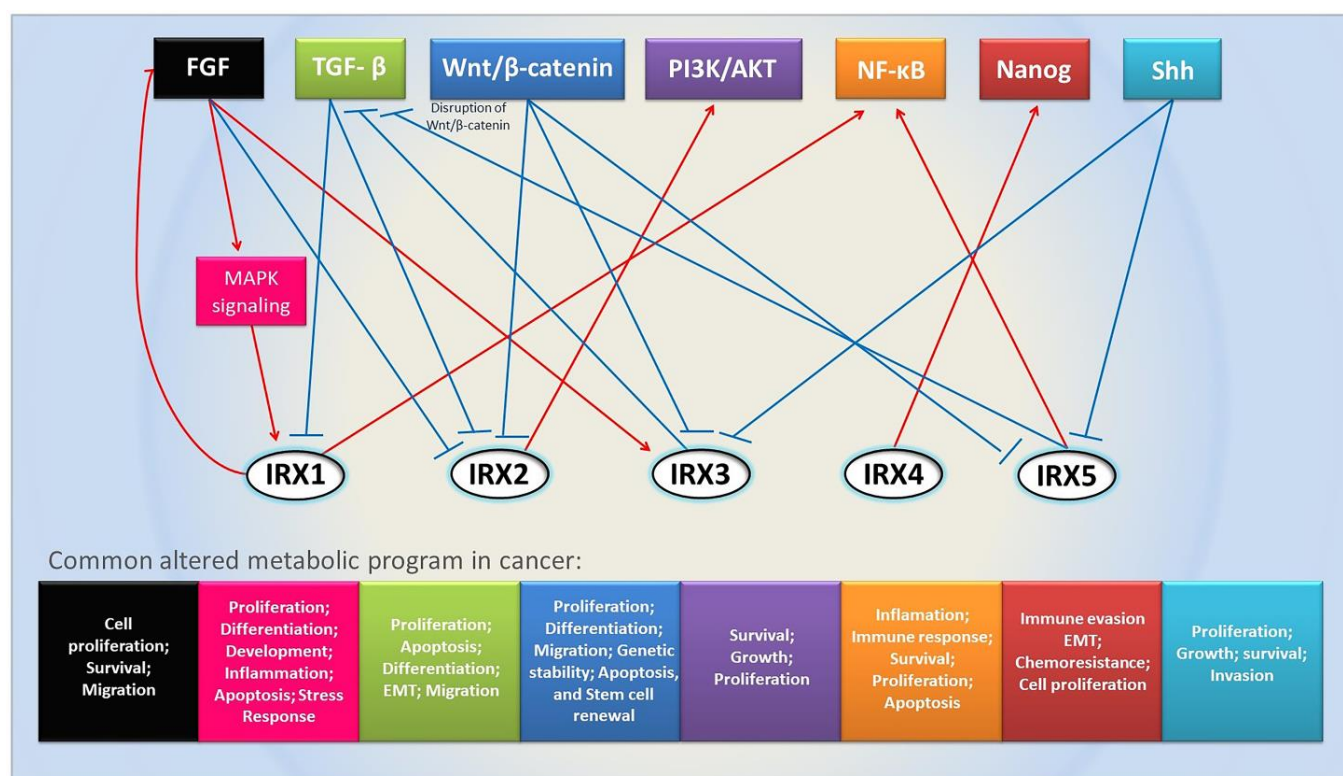 FGF
TGF- β
Wnt/β-catenin
PI3K/AKT
NF-κB
Nanog
Shh
Disruption of
Wnt/β-catenin
MAPK
signaling
IRX1
IRX2
IRX3
IRX4
IRX5
Common altered metabolic program in cancer:
Cell
proliferation;
Survival;
Migration
Proliferation;
Differentiation;
Development;
Inflammation;
Apoptosis; Stress
Response
Proliferation;
Apoptosis;
Differentiation;
EMT; Migration
Proliferation;
Differentiation;
Migration; Genetic
stability; Apoptosis,
and Stem cell
renewal
Survival;
Growth;
Proliferation
Inflamation;
Immune response;
Survival;
Proliferation;
Apoptosis
Immune evasion
EMT;
Chemoresistance;
Cell proliferation
Proliferation;
Growth; survival;
Invasion